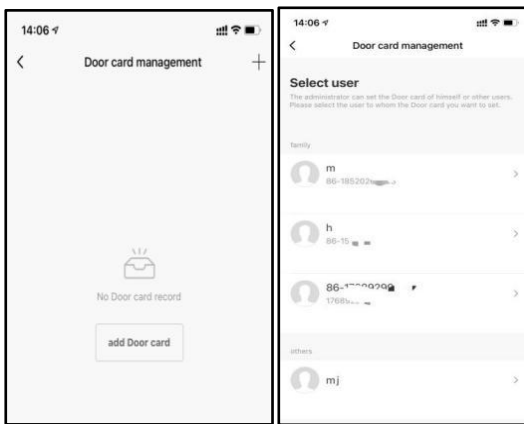 14:06
Door card management
No Door card record
add Door card
14:06
Door card management
Select user
The administrator can set the Door card of himself or other users.
Please select the user to whom the Door card you want to set.
family
m
h
others
mj